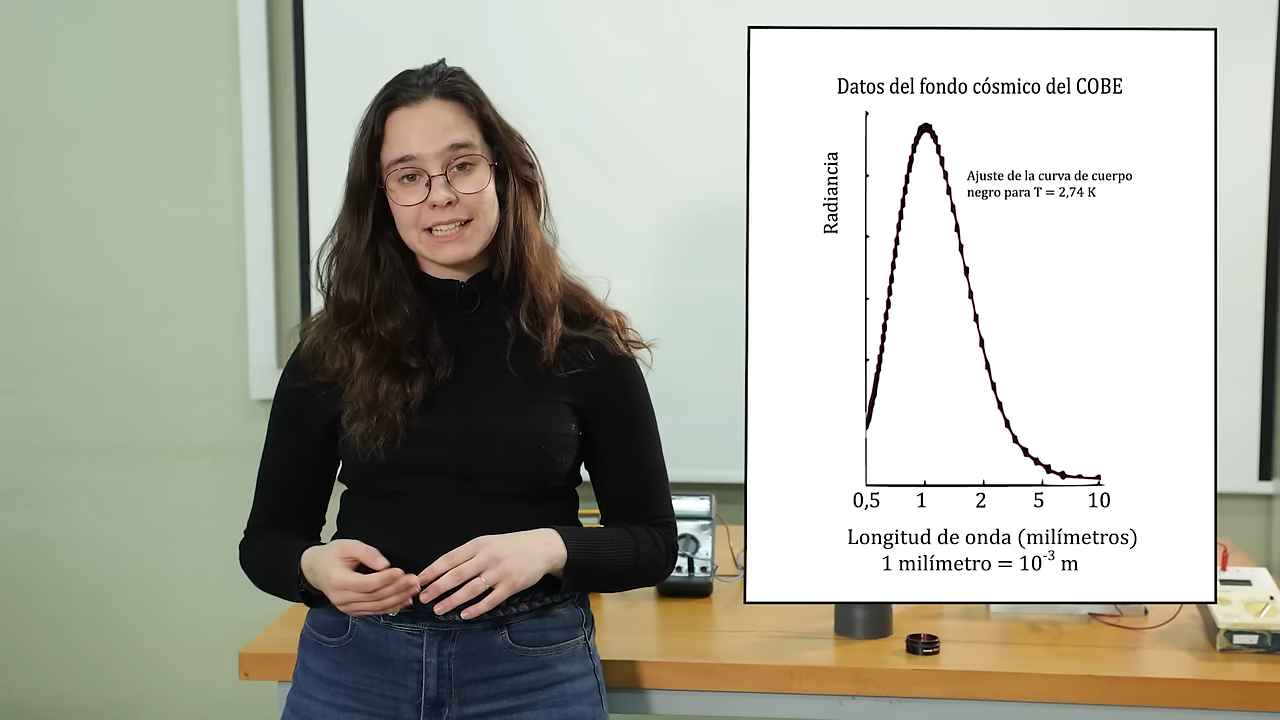 Datos del fondo cósmico del COBE
Radiancia
Ajuste de la curva de cuerpo
negro para T = 2,74 K
0,5 1 2 5 10
Longitud de onda (milímetros)
1 milímetro = 10⁻³ m